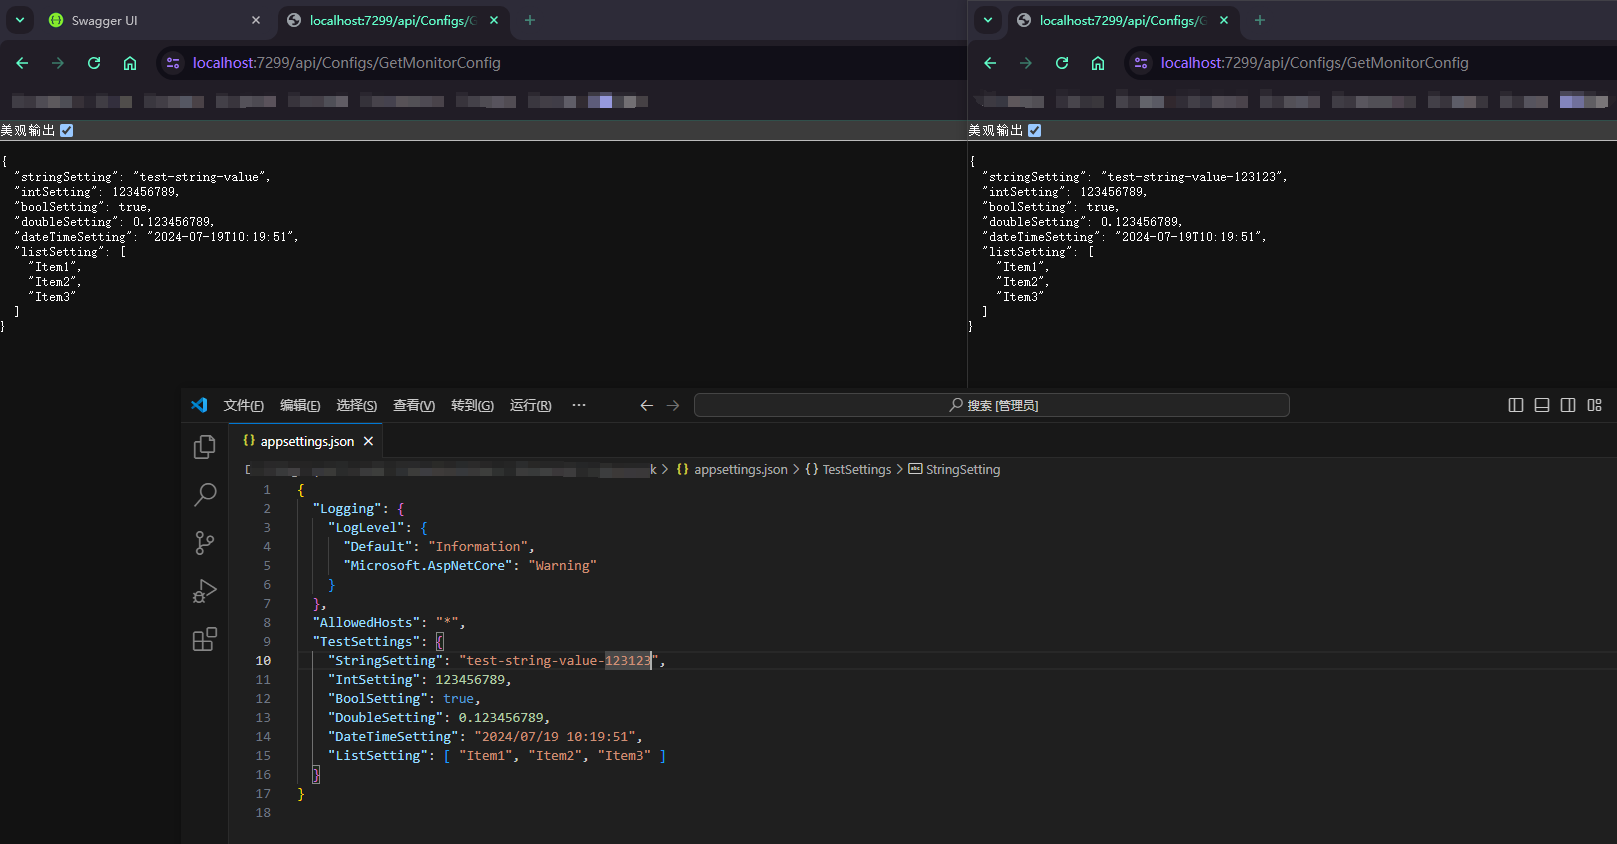 Swagger UI
localhost:7299/api/Configs/G
localhost:7299/api/Configs/GetMonitorConfig
美观输出
{
"stringSetting": "test-string-value",
"intSetting": 123456789,
"boolSetting": true,
"doubleSetting": 0.123456789,
"dateTimeSetting": "2024-07-19T10:19:51",
"listSetting": [
"Item1",
"Item2",
"Item3"
]
}
localhost:7299/api/Configs/G
localhost:7299/api/Configs/GetMonitorConfig
美观输出
{
"stringSetting": "test-string-value-123123",
"intSetting": 123456789,
"boolSetting": true,
"doubleSetting": 0.123456789,
"dateTimeSetting": "2024-07-19T10:19:51",
"listSetting": [
"Item1",
"Item2",
"Item3"
]
}
文件(F) 编辑(E) 选择(S) 查看(V) 转到(G) 运行(R) ··· 搜索 [管理员]
{} appsettings.json
k > {} appsettings.json > {} TestSettings > abc StringSetting
1 {
2 "Logging": {
3 "LogLevel": {
4 "Default": "Information",
5 "Microsoft.AspNetCore": "Warning"
6 }
7 },
8 "AllowedHosts": "*",
9 "TestSettings": {
10 "StringSetting": "test-string-value-123123",
11 "IntSetting": 123456789,
12 "BoolSetting": true,
13 "DoubleSetting": 0.123456789,
14 "DateTimeSetting": "2024/07/19 10:19:51",
15 "ListSetting": [ "Item1", "Item2", "Item3" ]
16 }
17 }
18